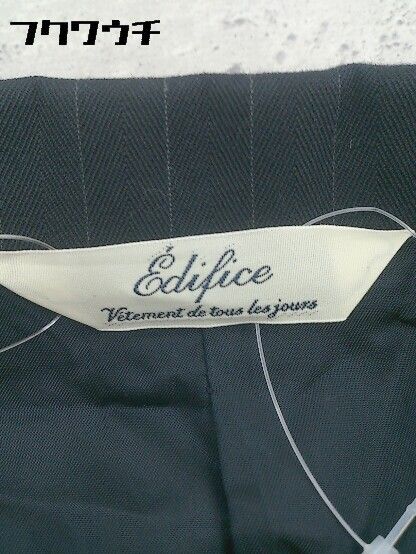 フクワウチ
Édifice
Vêtement de tous les jours